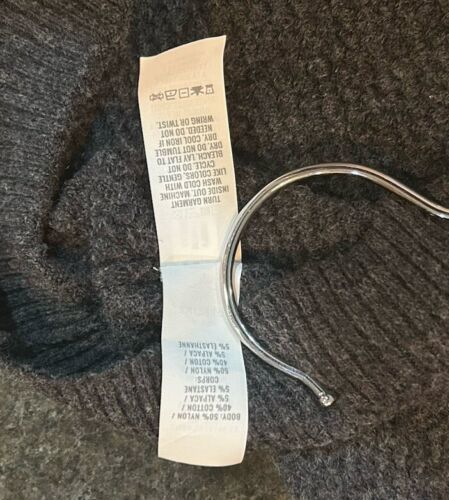 BODY: 50% NYLON /
40% COTTON /
5% ALPACA /
5% ELASTANE
CORPS:
50% NYLON /
40% COTON /
5% ALPACA /
5% ELASTHANNE
TURN GARMENT
INSIDE OUT. MACHINE
WASH COLD WITH
LIKE COLORS. GENTLE
CYCLE. DO NOT
BLEACH. LAY FLAT TO
DRY. DO NOT TUMBLE
DRY. COOL IRON IF
NEEDED. DO NOT
WRING OR TWIST.